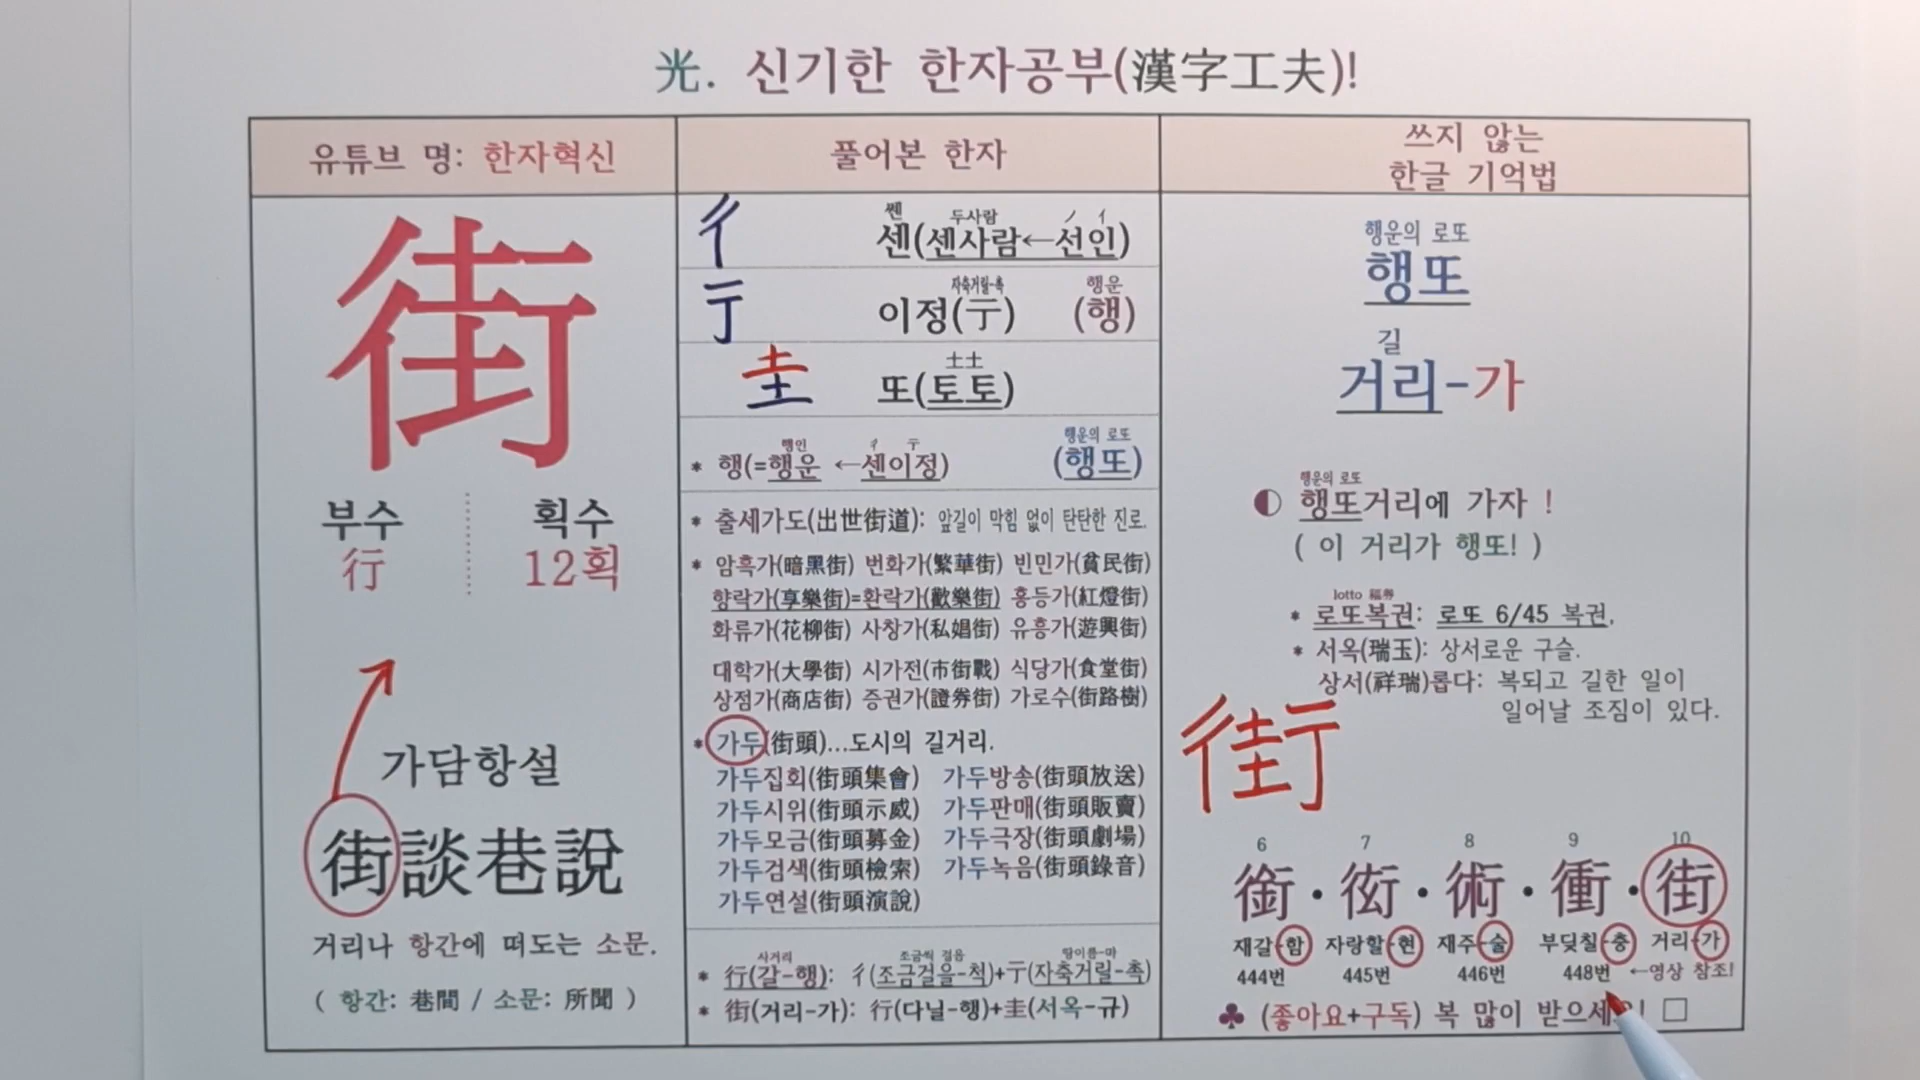 光. 신기한 한자공부(漢字工夫)!
유튜브 명: 한자혁신
街
부수 획수
行 12획
가담항설
街談巷說
거리나 항간에 떠도는 소문.
( 항간: 巷間 / 소문: 所聞 )
풀어본 한자
쎈 두사람 ノ イ
彳 센(센사람←선인)
자축거릴-촉 행운
亍 이정(亍) (행)
土土
圭 또(토토)
행인 彳 亍 행운의 로또
* 행(=행운 ←센이정) (행또)
* 출세가도(出世街道): 앞길이 막힘 없이 탄탄한 진로.
* 암흑가(暗黑街) 번화가(繁華街) 빈민가(貧民街)
향락가(享樂街)=환락가(歡樂街) 홍등가(紅燈街)
화류가(花柳街) 사창가(私娼街) 유흥가(遊興街)
대학가(大學街) 시가전(市街戰) 식당가(食堂街)
상점가(商店街) 증권가(證券街) 가로수(街路樹)
* 가두(街頭)...도시의 길거리.
가두집회(街頭集會) 가두방송(街頭放送)
가두시위(街頭示威) 가두판매(街頭販賣)
가두모금(街頭募金) 가두극장(街頭劇場)
가두검색(街頭檢索) 가두녹음(街頭錄音)
가두연설(街頭演說)
사거리 조금씩 걸음 땅이름-마
* 行(갈-행): 彳(조금걸을-척)+亍(자축거릴-촉)
* 街(거리-가): 行(다닐-행)+圭(서옥-규)
쓰지 않는
한글 기억법
행운의 로또
행또
길
거리-가
행운의 로또
◐ 행또거리에 가자 !
( 이 거리가 행또! )
lotto 福券
* 로또복권: 로또 6/45 복권,
* 서옥(瑞玉): 상서로운 구슬.
상서(祥瑞)롭다: 복되고 길한 일이
일어날 조짐이 있다.
街
6 7 8 9 10
銜・衒・術・衝・街
재갈-함 자랑할-현 재주-술 부딪칠-충 거리-가
444번 445번 446번 448번 ←영상 참조!
♣ (좋아요+구독) 복 많이 받으세요! □